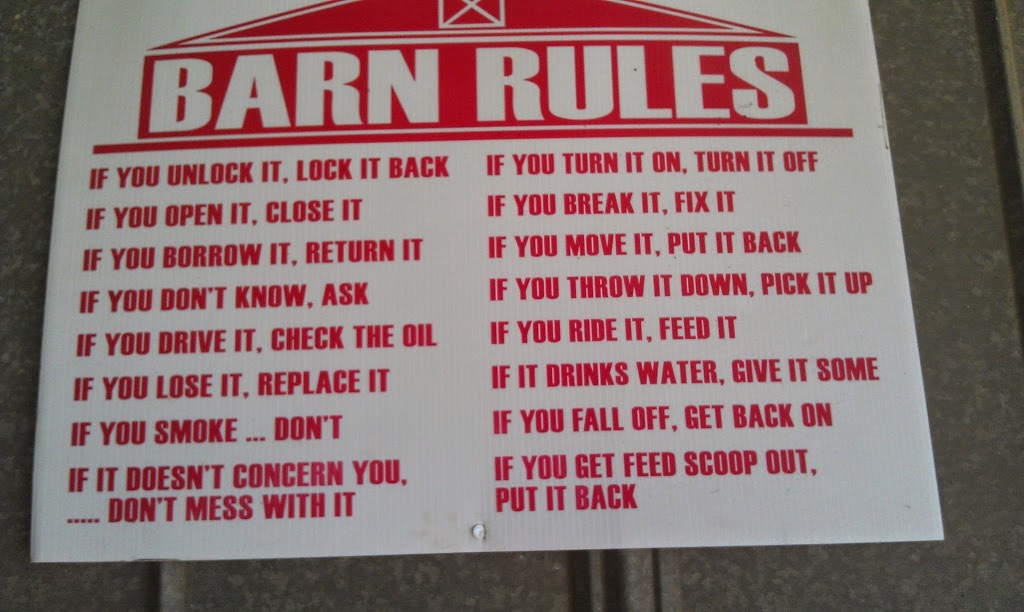 BARN RULES
IF YOU UNLOCK IT, LOCK IT BACK
IF YOU OPEN IT, CLOSE IT
IF YOU BORROW IT, RETURN IT
IF YOU DON'T KNOW, ASK
IF YOU DRIVE IT, CHECK THE OIL
IF YOU LOSE IT, REPLACE IT
IF YOU SMOKE ... DON'T
IF IT DOESN'T CONCERN YOU,
..... DON'T MESS WITH IT
IF YOU TURN IT ON, TURN IT OFF
IF YOU BREAK IT, FIX IT
IF YOU MOVE IT, PUT IT BACK
IF YOU THROW IT DOWN, PICK IT UP
IF YOU RIDE IT, FEED IT
IF IT DRINKS WATER, GIVE IT SOME
IF YOU FALL OFF, GET BACK ON
IF YOU GET FEED SCOOP OUT,
PUT IT BACK